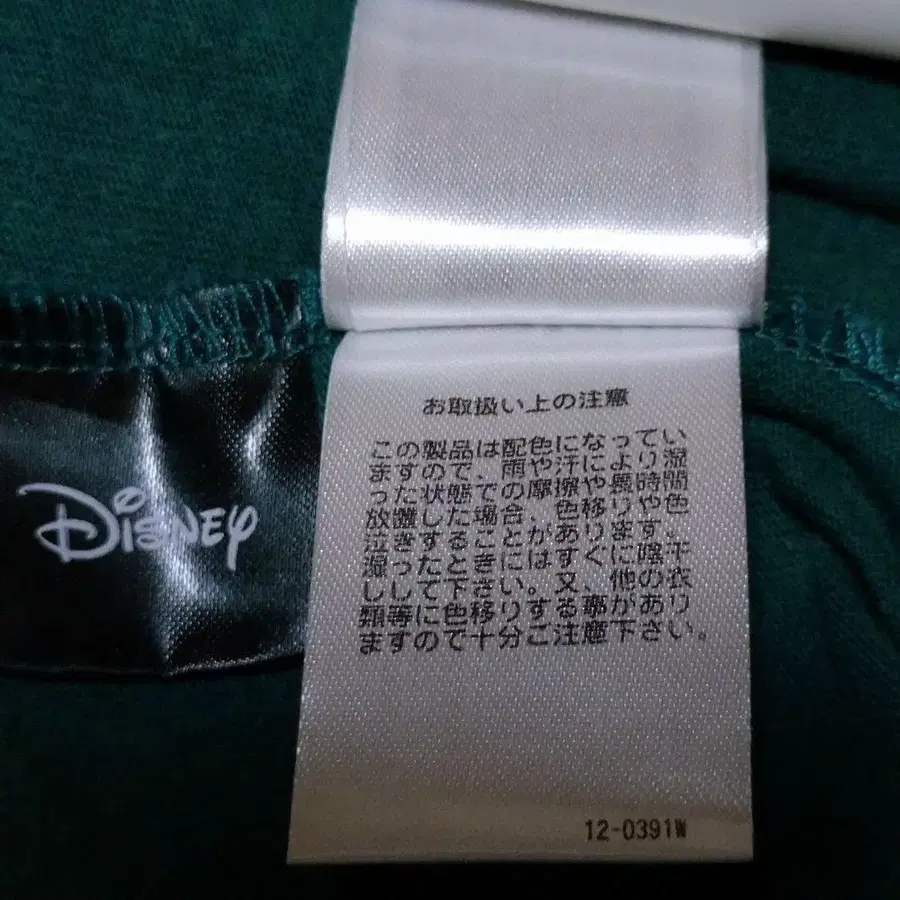 お取扱い上の注意
この製品は配色になってい
ますので、雨や汗により湿
った状態での摩擦や長時間
放置した場合、色移りや色
泣きすることがあります。
湿ったときにはすぐに陰干
しして下さい。又、他の衣
類等に色移りする事があり
ますので十分ご注意下さい。
DISNEY
12-0391W